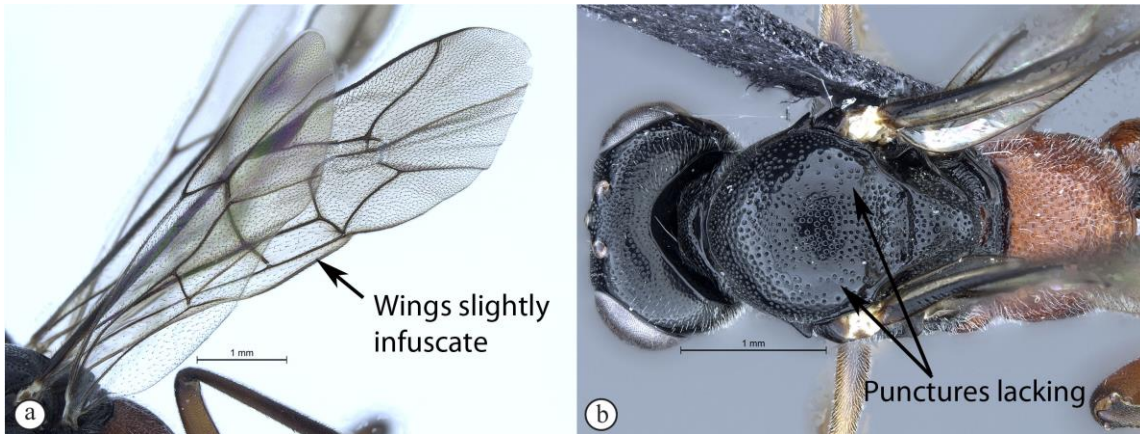 Wings slightly
infuscate
1 mm
a
1 mm
Punctures lacking
b